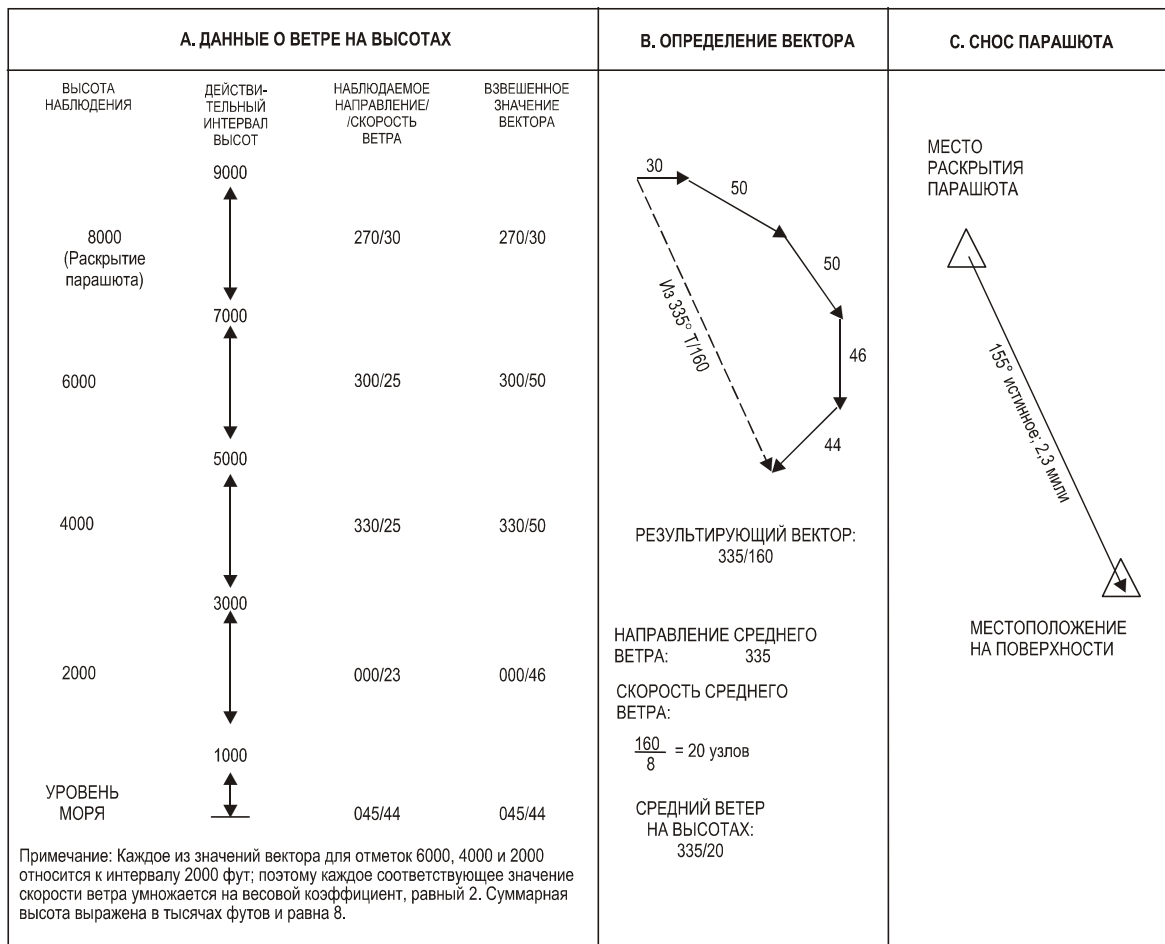 А. ДАННЫЕ О ВЕТРЕ НА ВЫСОТАХ
ВЫСОТА
НАБЛЮДЕНИЯ
ДЕЙСТВИ-
ТЕЛЬНЫЙ
ИНТЕРВАЛ
ВЫСОТ
НАБЛЮДАЕМОЕ
НАПРАВЛЕНИЕ/
/СКОРОСТЬ
ВЕТРА
ВЗВЕШЕННОЕ
ЗНАЧЕНИЕ
ВЕКТОРА
9000
8000
(Раскрытие
парашюта)
270/30
270/30
7000
6000
300/25
300/50
5000
4000
330/25
330/50
3000
2000
000/23
000/46
1000
УРОВЕНЬ
МОРЯ
045/44
045/44
Примечание: Каждое из значений вектора для отметок 6000, 4000 и 2000
относится к интервалу 2000 фут; поэтому каждое соответствующее значение
скорости ветра умножается на весовой коэффициент, равный 2. Суммарная
высота выражена в тысячах футов и равна 8.
В. ОПРЕДЕЛЕНИЕ ВЕКТОРА
30
50
50
46
44
Из 335° Т/160
РЕЗУЛЬТИРУЮЩИЙ ВЕКТОР:
335/160
НАПРАВЛЕНИЕ СРЕДНЕГО
ВЕТРА: 335
СКОРОСТЬ СРЕДНЕГО
ВЕТРА:
160
8 = 20 узлов
СРЕДНИЙ ВЕТЕР
НА ВЫСОТАХ:
335/20
С. СНОС ПАРАШЮТА
МЕСТО
РАСКРЫТИЯ
ПАРАШЮТА
155° истинное; 2,3 мили
МЕСТОПОЛОЖЕНИЕ
НА ПОВЕРХНОСТИ